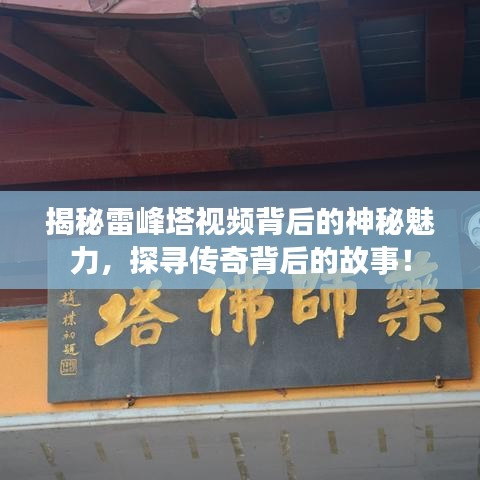 揭秘雷峰塔视频背后的神秘魅
力，探寻传奇背后的故事！
藥師佛塔
趙樸初題